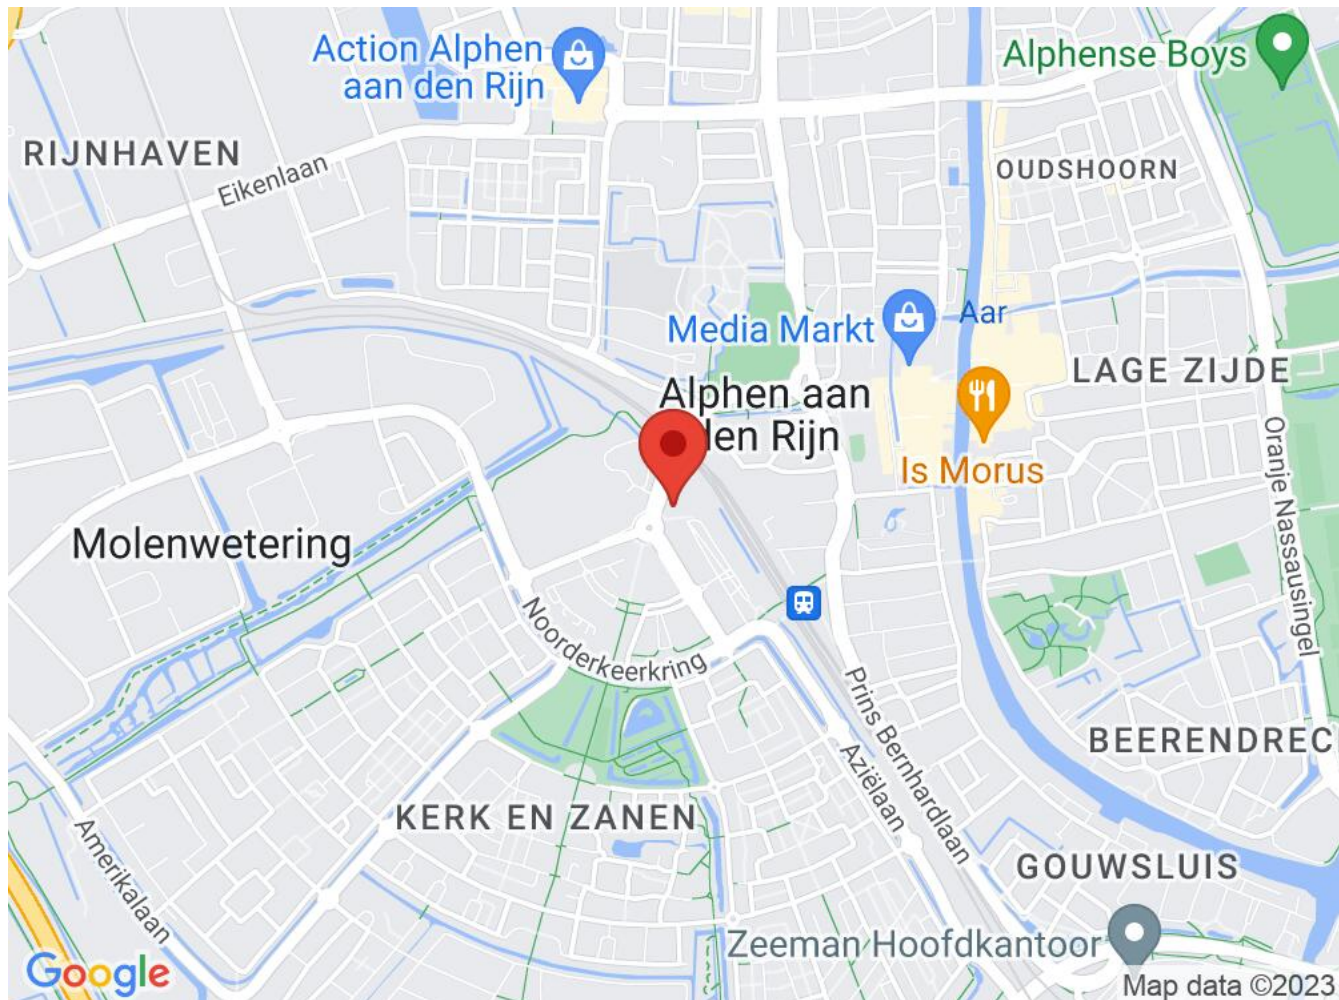 Action Alphen
aan den Rijn
Alphense Boys
RIJNHAVEN
Eikenlaan
OUDSHOORN
Media Markt
Aar
LAGE ZIJDE
Alphen aan
den Rijn
Is Morus
Oranje Nassausingel
Molenwetering
Noorderkeerkring
Prins Bernhardlaan
Aziëlaan
BEERENDREC
KERK EN ZANEN
Amerikalaan
GOUWSLUIS
Zeeman Hoofdkantoor
Google
Map data ©2023